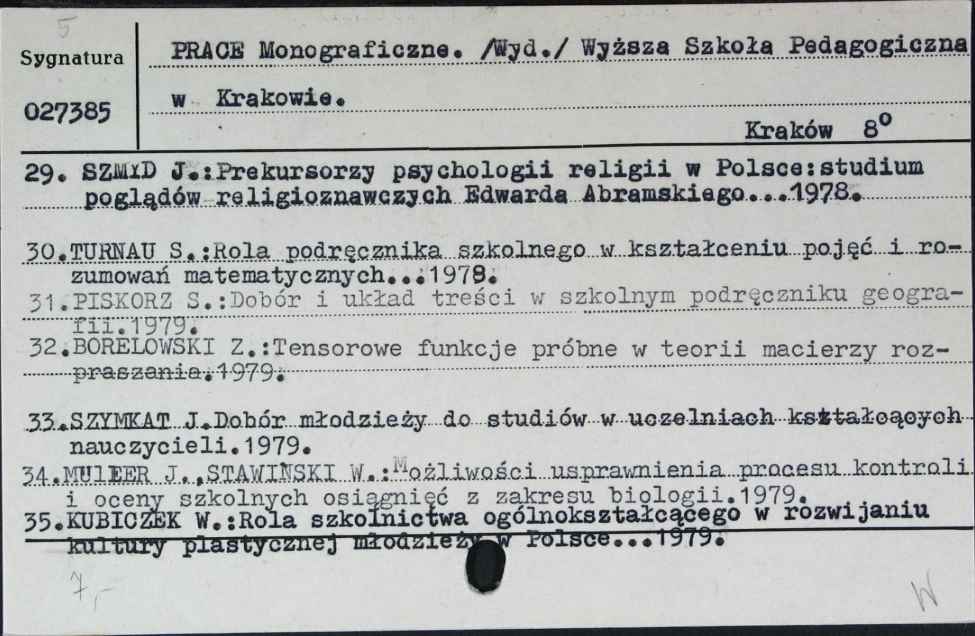 5
Sygnatura
027385
PRACE Monograficzne. /Wyd./ Wyższa Szkoła Pedagogiczna
w Krakowie.
Kraków 8⁰
29. SZMYD J.:Prekursorzy psychologii religii w Polsce:studium
poglądów religioznawczych Edwarda Abramskiego...1978.
30.TURNAU S.:Rola podręcznika szkolnego w kształceniu pojęć i ro-
zumowań matematycznych...1978.
31.PISKORZ S.:Dobór i układ treści w szkolnym podręczniku geogra-
fii.1979.
32.BORELOWSKI Z.:Tensorowe funkcje próbne w teorii macierzy roz-
praszania.1979.
33.SZYMKAT J.Dobór młodzieży do studiów w uczelniach kształcących
nauczycieli.1979.
34.MULEER J.,STAWIŃSKI W.:Możliwości usprawnienia procesu kontroli
i oceny szkolnych osiągnięć z zakresu biologii.1979.
35.KUBICZEK W.:Rola szkolnictwa ogólnokształcącego w rozwijaniu
kultury plastycznej młodzieży w Polsce...1979.
7,-
W